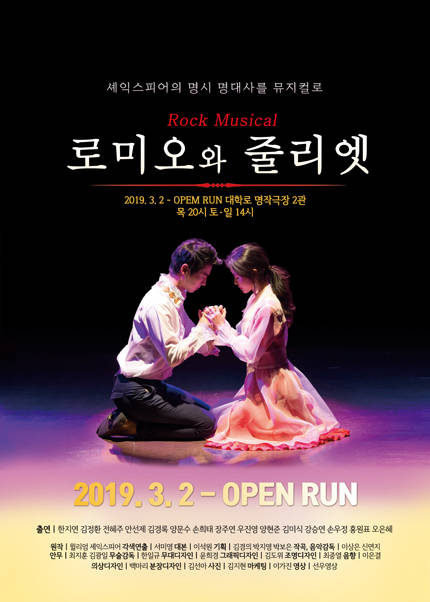 셰익스피어의 명시 명대사를 뮤지컬로
Rock Musical
로미오와 줄리엣
2019. 3. 2 - OPEM RUN 대학로 명작극장 2관
목 20시 토·일 14시
2019. 3. 2 - OPEN RUN
출연 | 한지연 김정환 전혜주 안선제 김경록 양문수 손희태 장주연 우진영 양현준 김미식 강승연 손우정 홍원표 오은혜
원작 | 윌리엄 셰익스피어 각색연출 | 서미영 대본 | 이석원 기획 | 김경의 박지영 박보은 작곡, 음악감독 | 이상은 신연지
안무 | 최지훈 김광일 무술감독 | 한일규 무대디자인 | 윤희경 그래픽디자인 | 김도위 조명디자인 | 최종열 음향 | 이은결
의상디자인 | 백마리 분장디자인 | 김선아 사진 | 김지현 마케팅 | 이가진 영상 | 선우영상